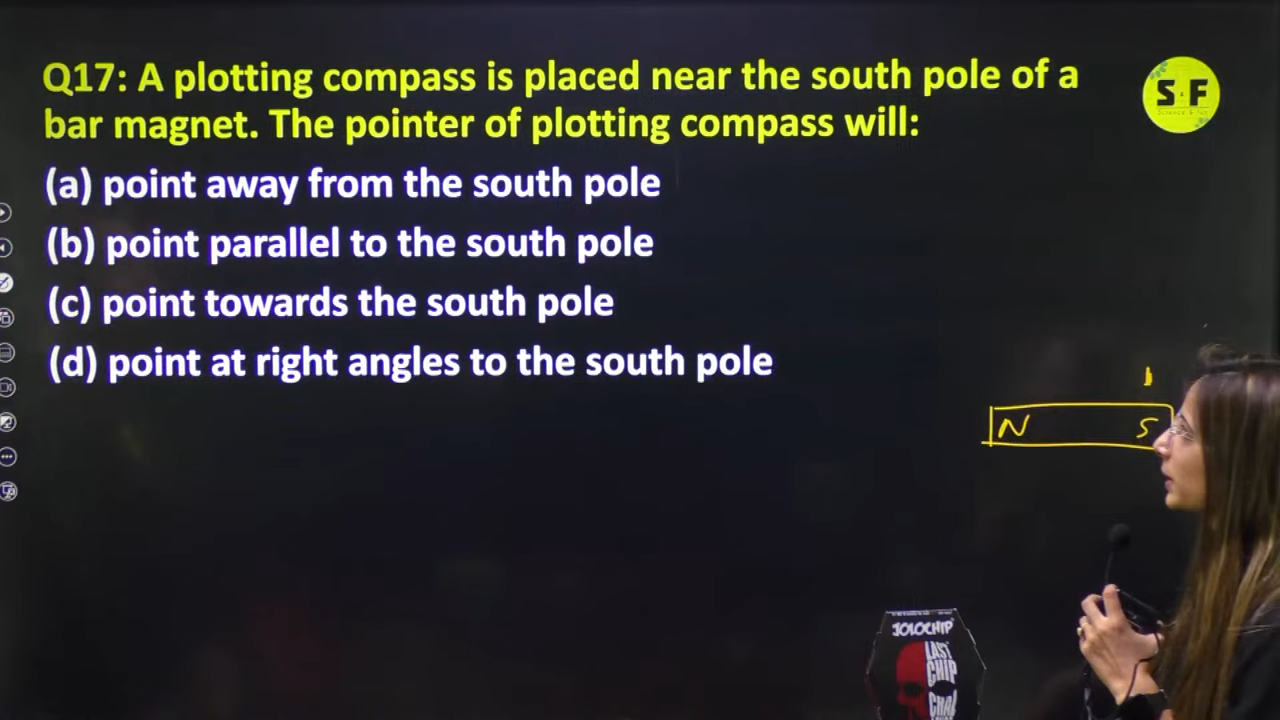 Q17: A plotting compass is placed near the south pole of a
bar magnet. The pointer of plotting compass will:
S F
(a) point away from the south pole
(b) point parallel to the south pole
(c) point towards the south pole
(d) point at right angles to the south pole
N S
JOLOCHIP
LAST
CHIP